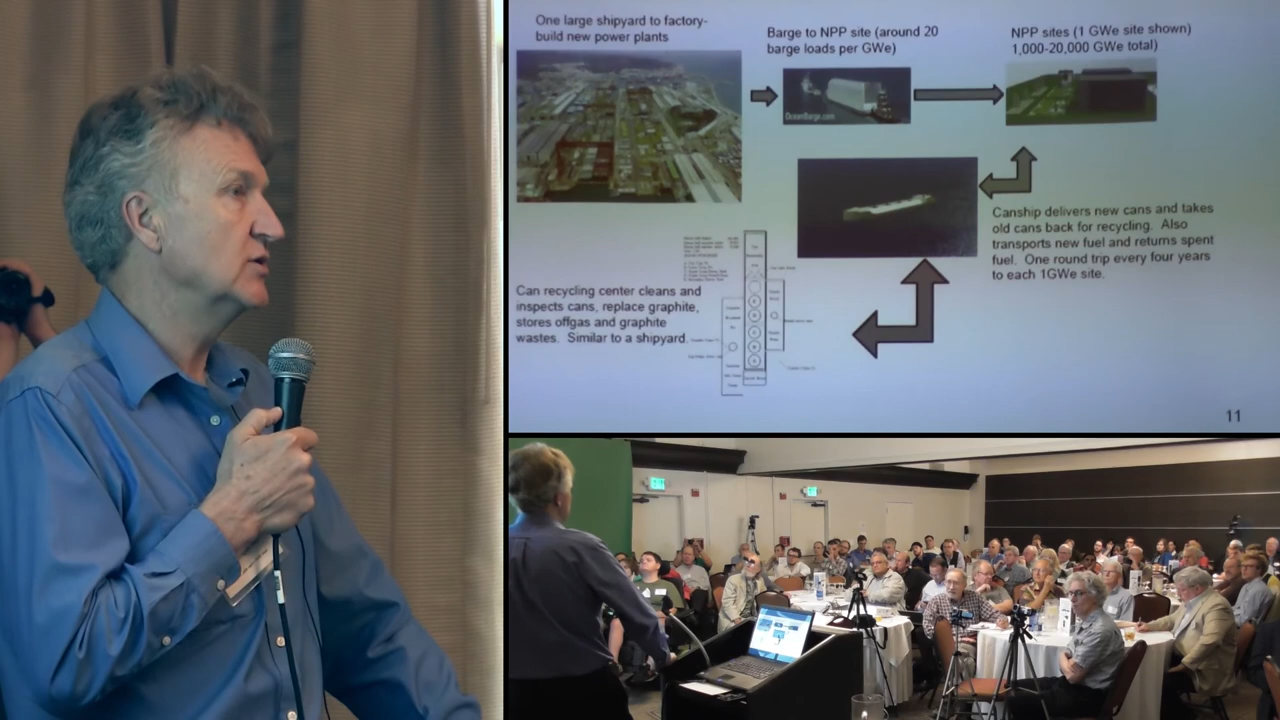 One large shipyard to factory-
build new power plants
Barge to NPP site (around 20
barge loads per GWe)
NPP sites (1 GWe site shown)
1,000-20,000 GWe total)
OceanBarge.com
Canship delivers new cans and takes
old cans back for recycling. Also
transports new fuel and returns spent
fuel. One round trip every four years
to each 1GWe site.
Can recycling center cleans and
inspects cans, replace graphite,
stores offgas and graphite
wastes. Similar to a shipyard.
11